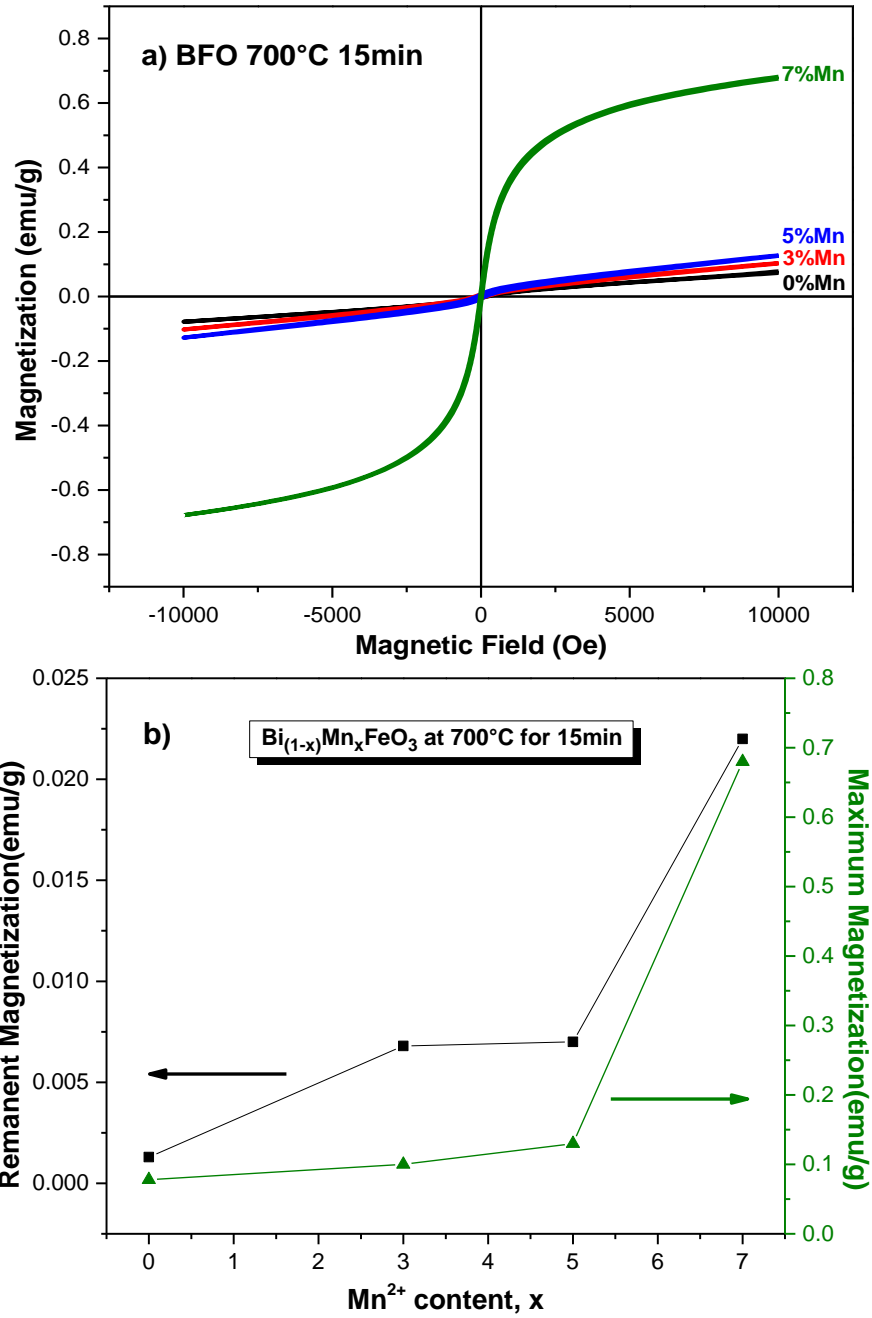 a) BFO 700°C 15min
7%Mn
5%Mn
3%Mn
0%Mn
0.8
0.6
0.4
0.2
0.0
-0.2
-0.4
-0.6
-0.8
Magnetization (emu/g)
-10000 -5000 0 5000 10000
Magnetic Field (Oe)
b)
Bi(1-x)MnxFeO3 at 700°C for 15min
0.025
0.020
0.015
0.010
0.005
0.000
Remanent Magnetization(emu/g)
0.8
0.7
0.6
0.5
0.4
0.3
0.2
0.1
0.0
Maximum Magnetization(emu/g)
0 1 2 3 4 5 6 7
Mn2+ content, x